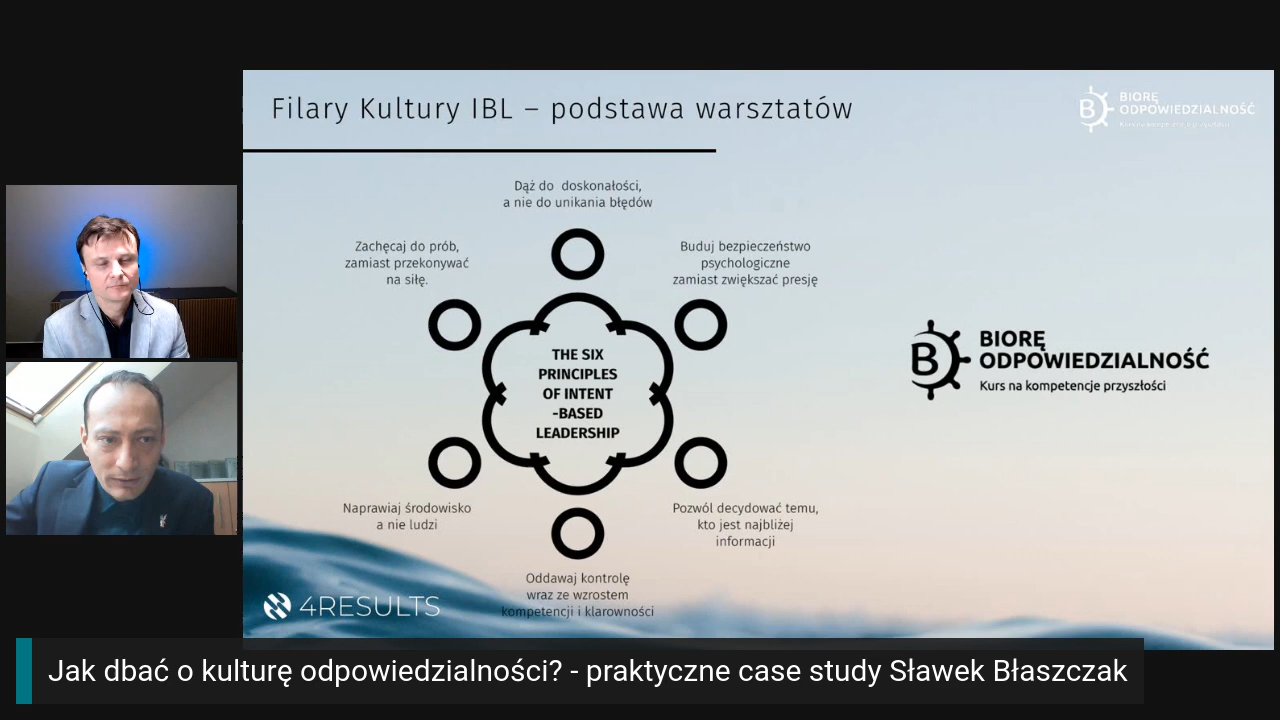 Filary Kultury IBL – podstawa warsztatów
BIORĘ
ODPOWIEDZIALNOŚĆ
Dąż do doskonałości,
a nie do unikania błędów
Zachęcaj do prób,
zamiast przekonywać
na siłę.
Buduj bezpieczeństwo
psychologiczne
zamiast zwiększać presję
THE SIX
PRINCIPLES
OF INTENT
-BASED
LEADERSHIP
BIORĘ
ODPOWIEDZIALNOŚĆ
Kurs na kompetencje przyszłości
Naprawiaj środowisko
a nie ludzi
Pozwól decydować temu,
kto jest najbliżej
informacji
Oddawaj kontrolę
wraz ze wzrostem
kompetencji i klarowności
4RESULTS
Jak dbać o kulturę odpowiedzialności? - praktyczne case study Sławek Błaszczak